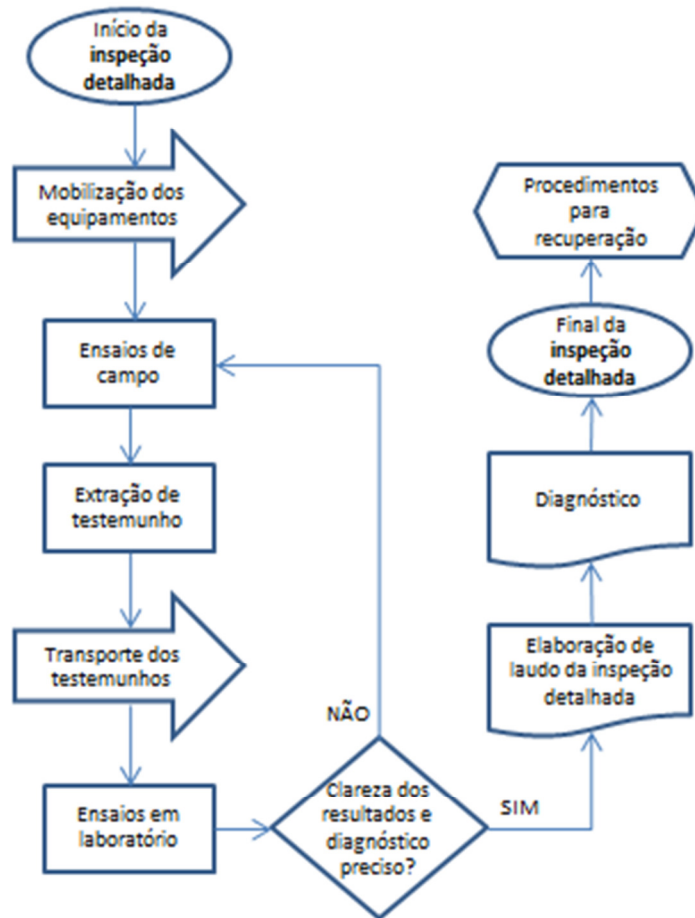 Início da
inspeção
detalhada
Mobilização dos
equipamentos
Ensaios de
campo
Extração de
testemunho
Transporte dos
testemunhos
Ensaios em
laboratório
Clareza dos
resultados e
diagnóstico
preciso?
NÃO
SIM
Elaboração de
laudo da inspeção
detalhada
Diagnóstico
Final da
inspeção
detalhada
Procedimentos
para
recuperação